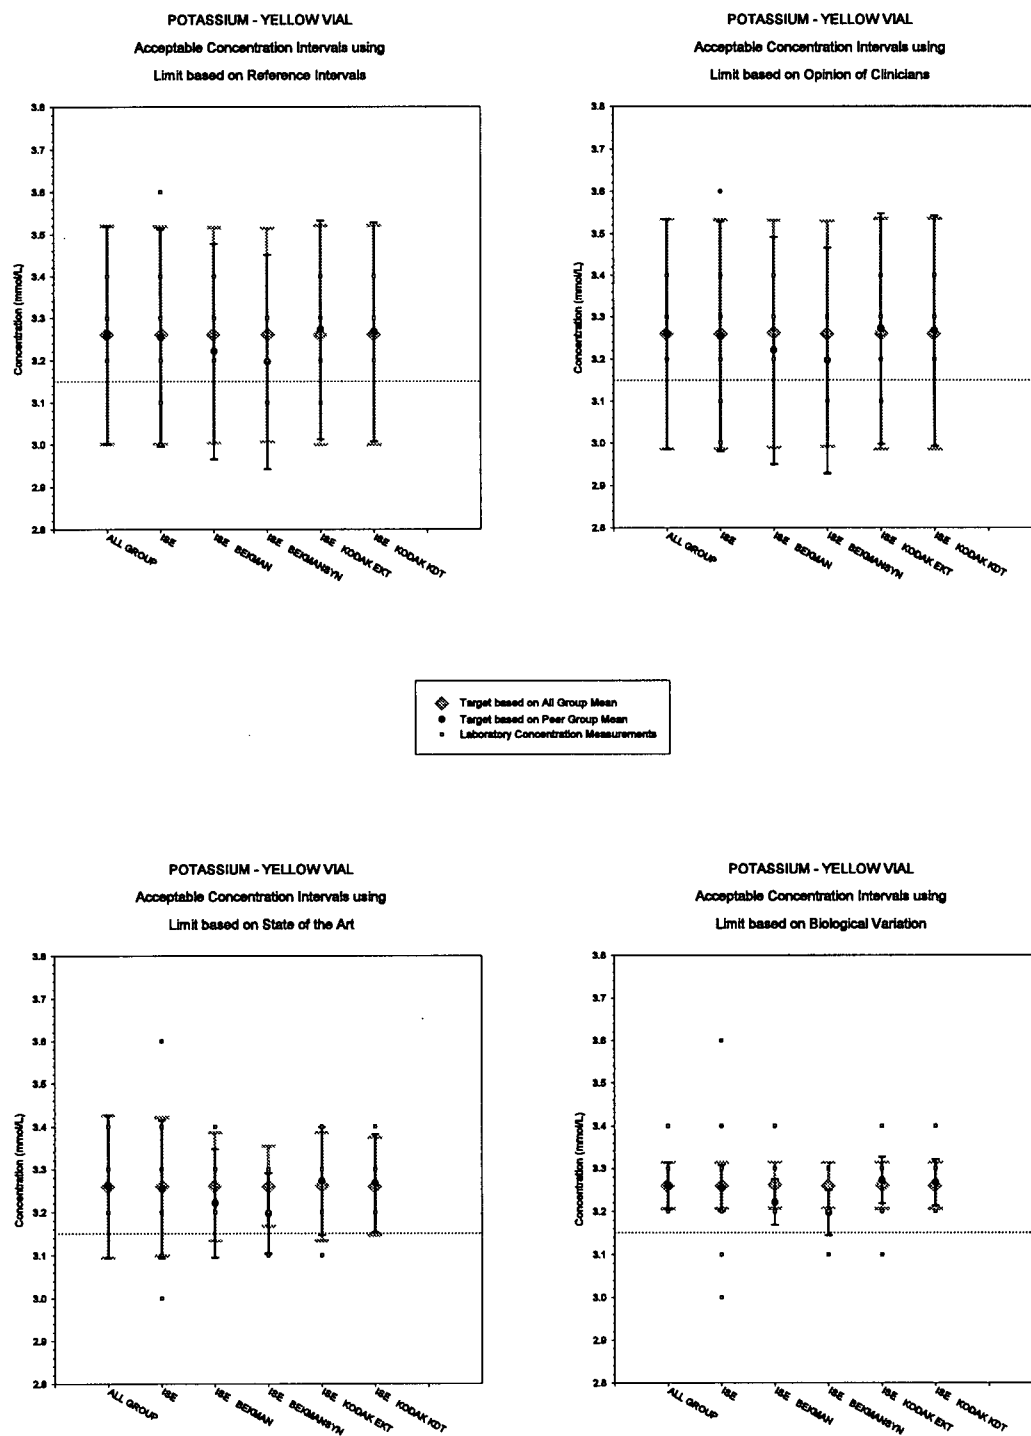 POTASSIUM - YELLOW VIAL
Acceptable Concentration Intervals using
Limit based on Reference Intervals
3.8
3.7
3.6
3.5
3.4
3.3
3.2
3.1
3.0
2.9
2.8
Concentration (mmol/L)
ALL GROUP
ISE
ISE BEKMAN
ISE BEKMANSYN
ISE KODAK EKT
ISE KODAK KDT
POTASSIUM - YELLOW VIAL
Acceptable Concentration Intervals using
Limit based on Opinion of Clinicians
3.8
3.7
3.6
3.5
3.4
3.3
3.2
3.1
3.0
2.9
2.8
Concentration (mmol/L)
ALL GROUP
ISE
ISE BEKMAN
ISE BEKMANSYN
ISE KODAK EKT
ISE KODAK KDT
Target based on All Group Mean
Target based on Peer Group Mean
Laboratory Concentration Measurements
POTASSIUM - YELLOW VIAL
Acceptable Concentration Intervals using
Limit based on State of the Art
3.8
3.7
3.6
3.5
3.4
3.3
3.2
3.1
3.0
2.9
2.8
Concentration (mmol/L)
ALL GROUP
ISE
ISE BEKMAN
ISE BEKMANSYN
ISE KODAK EKT
ISE KODAK KDT
POTASSIUM - YELLOW VIAL
Acceptable Concentration Intervals using
Limit based on Biological Variation
3.8
3.7
3.6
3.5
3.4
3.3
3.2
3.1
3.0
2.9
2.8
Concentration (mmol/L)
ALL GROUP
ISE
ISE BEKMAN
ISE BEKMANSYN
ISE KODAK EKT
ISE KODAK KDT